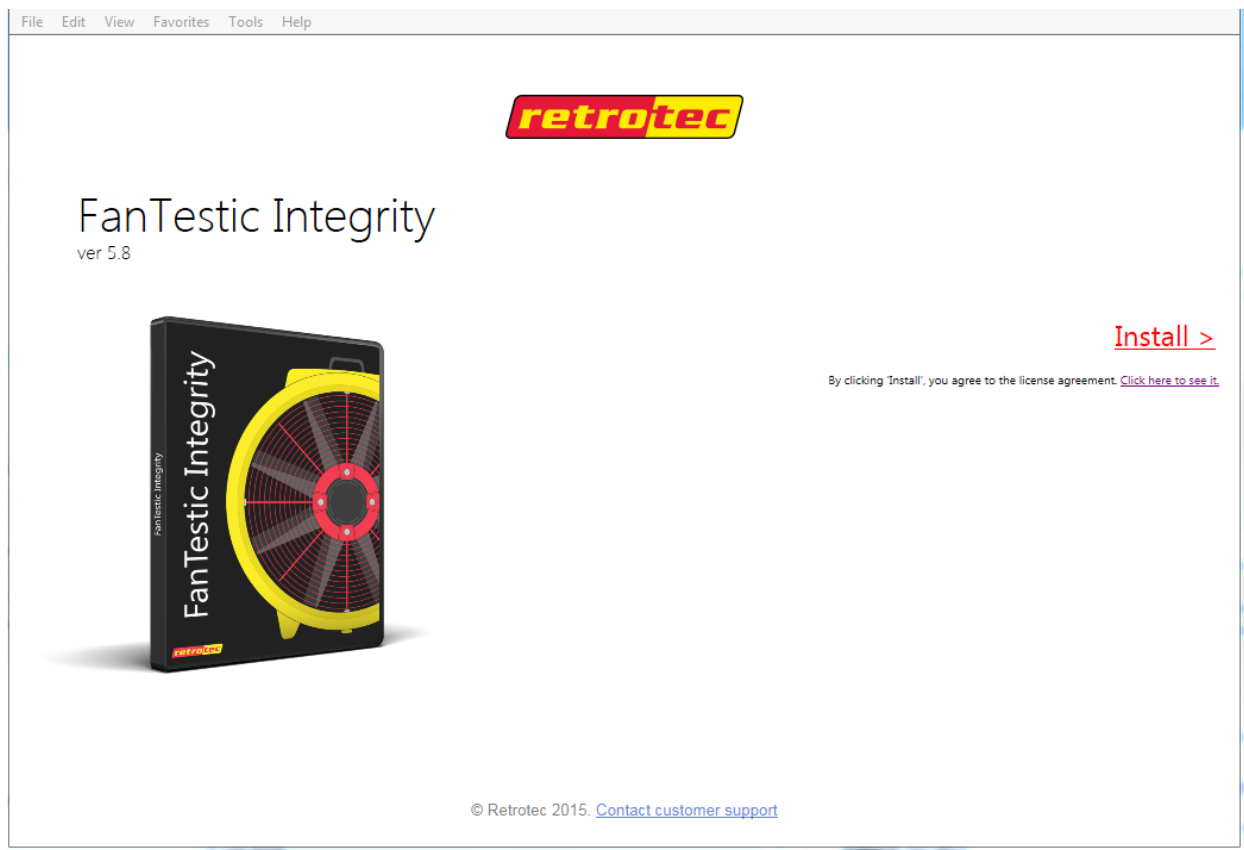 File Edit View Favorites Tools Help
retrotec
FanTestic Integrity
ver 5.8
Install >
By clicking 'Install', you agree to the license agreement. Click here to see it.
FanTestic Integrity
FanTestic Integrity
retrotec
© Retrotec 2015. Contact customer support